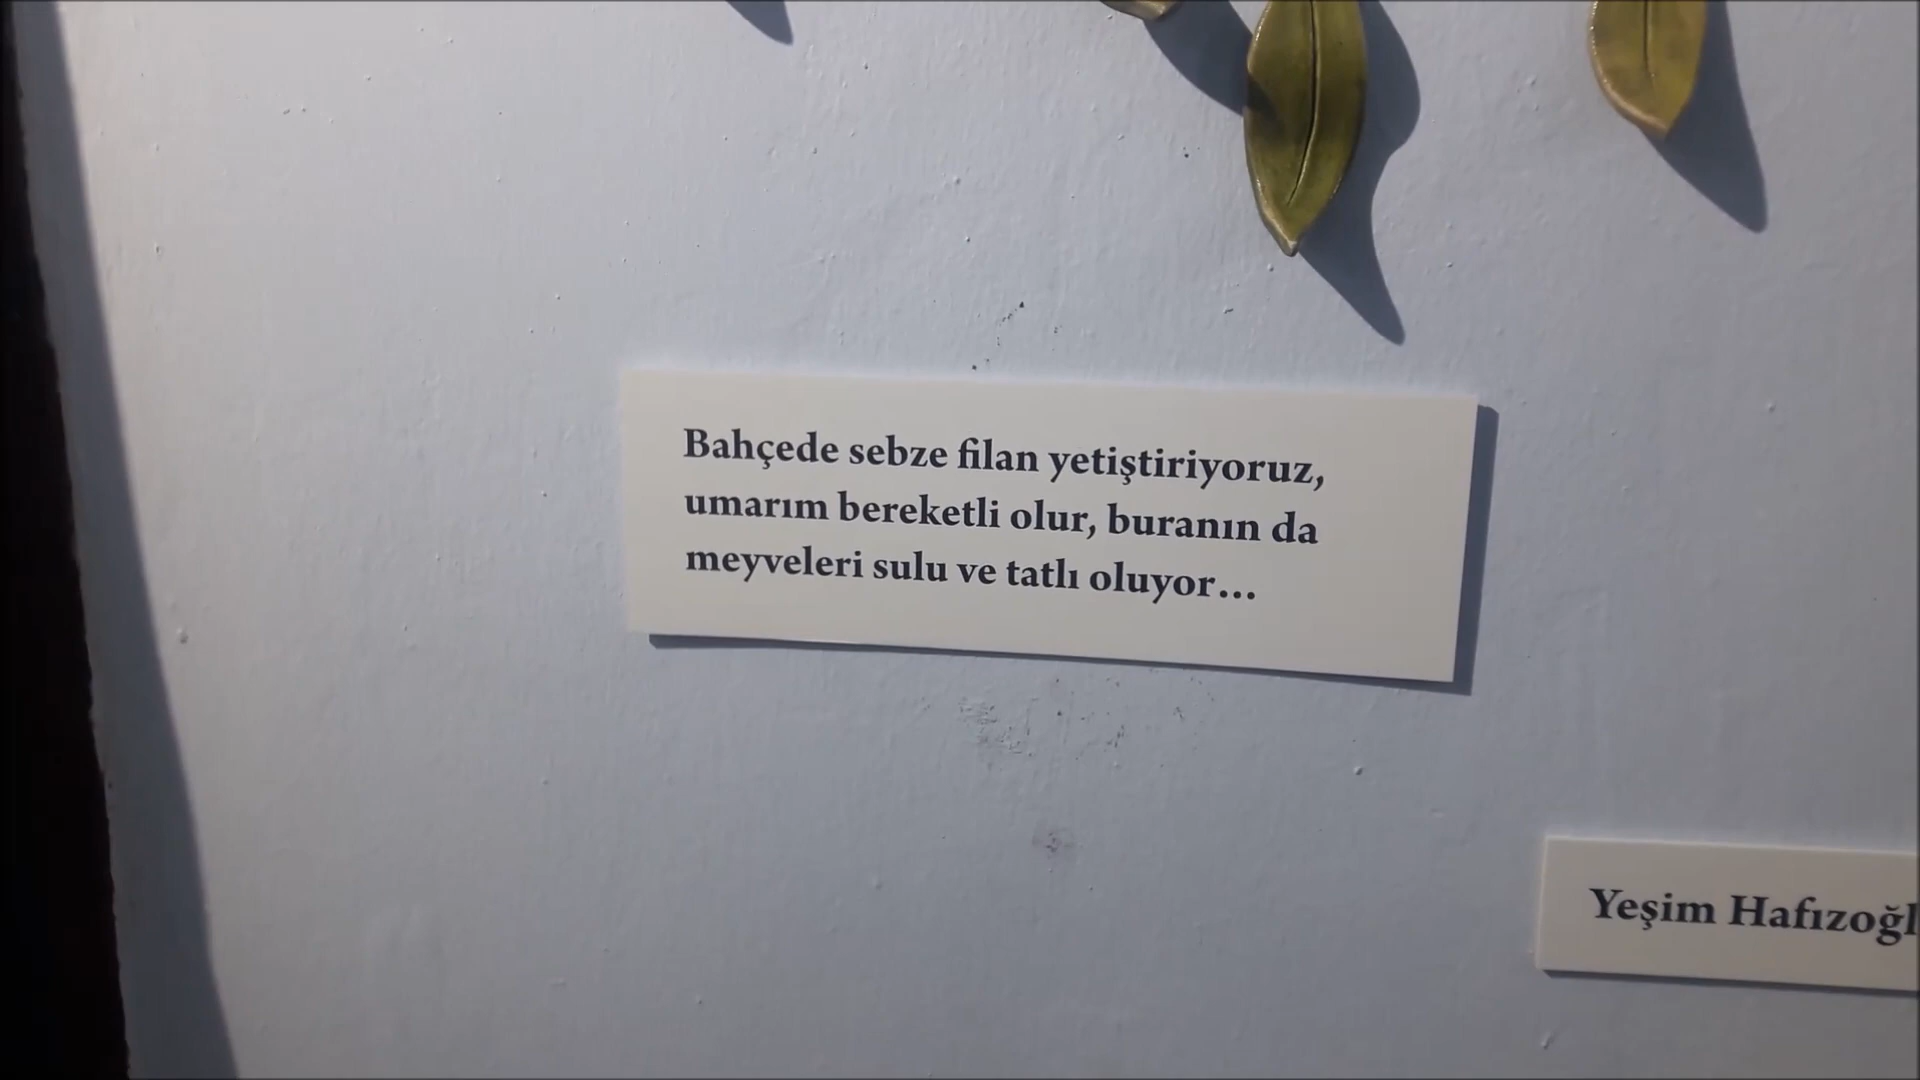 Bahçede sebze filan yetiştiriyoruz,
umarım bereketli olur, buranın da
meyveleri sulu ve tatlı oluyor...
Yeşim Hafızoğl